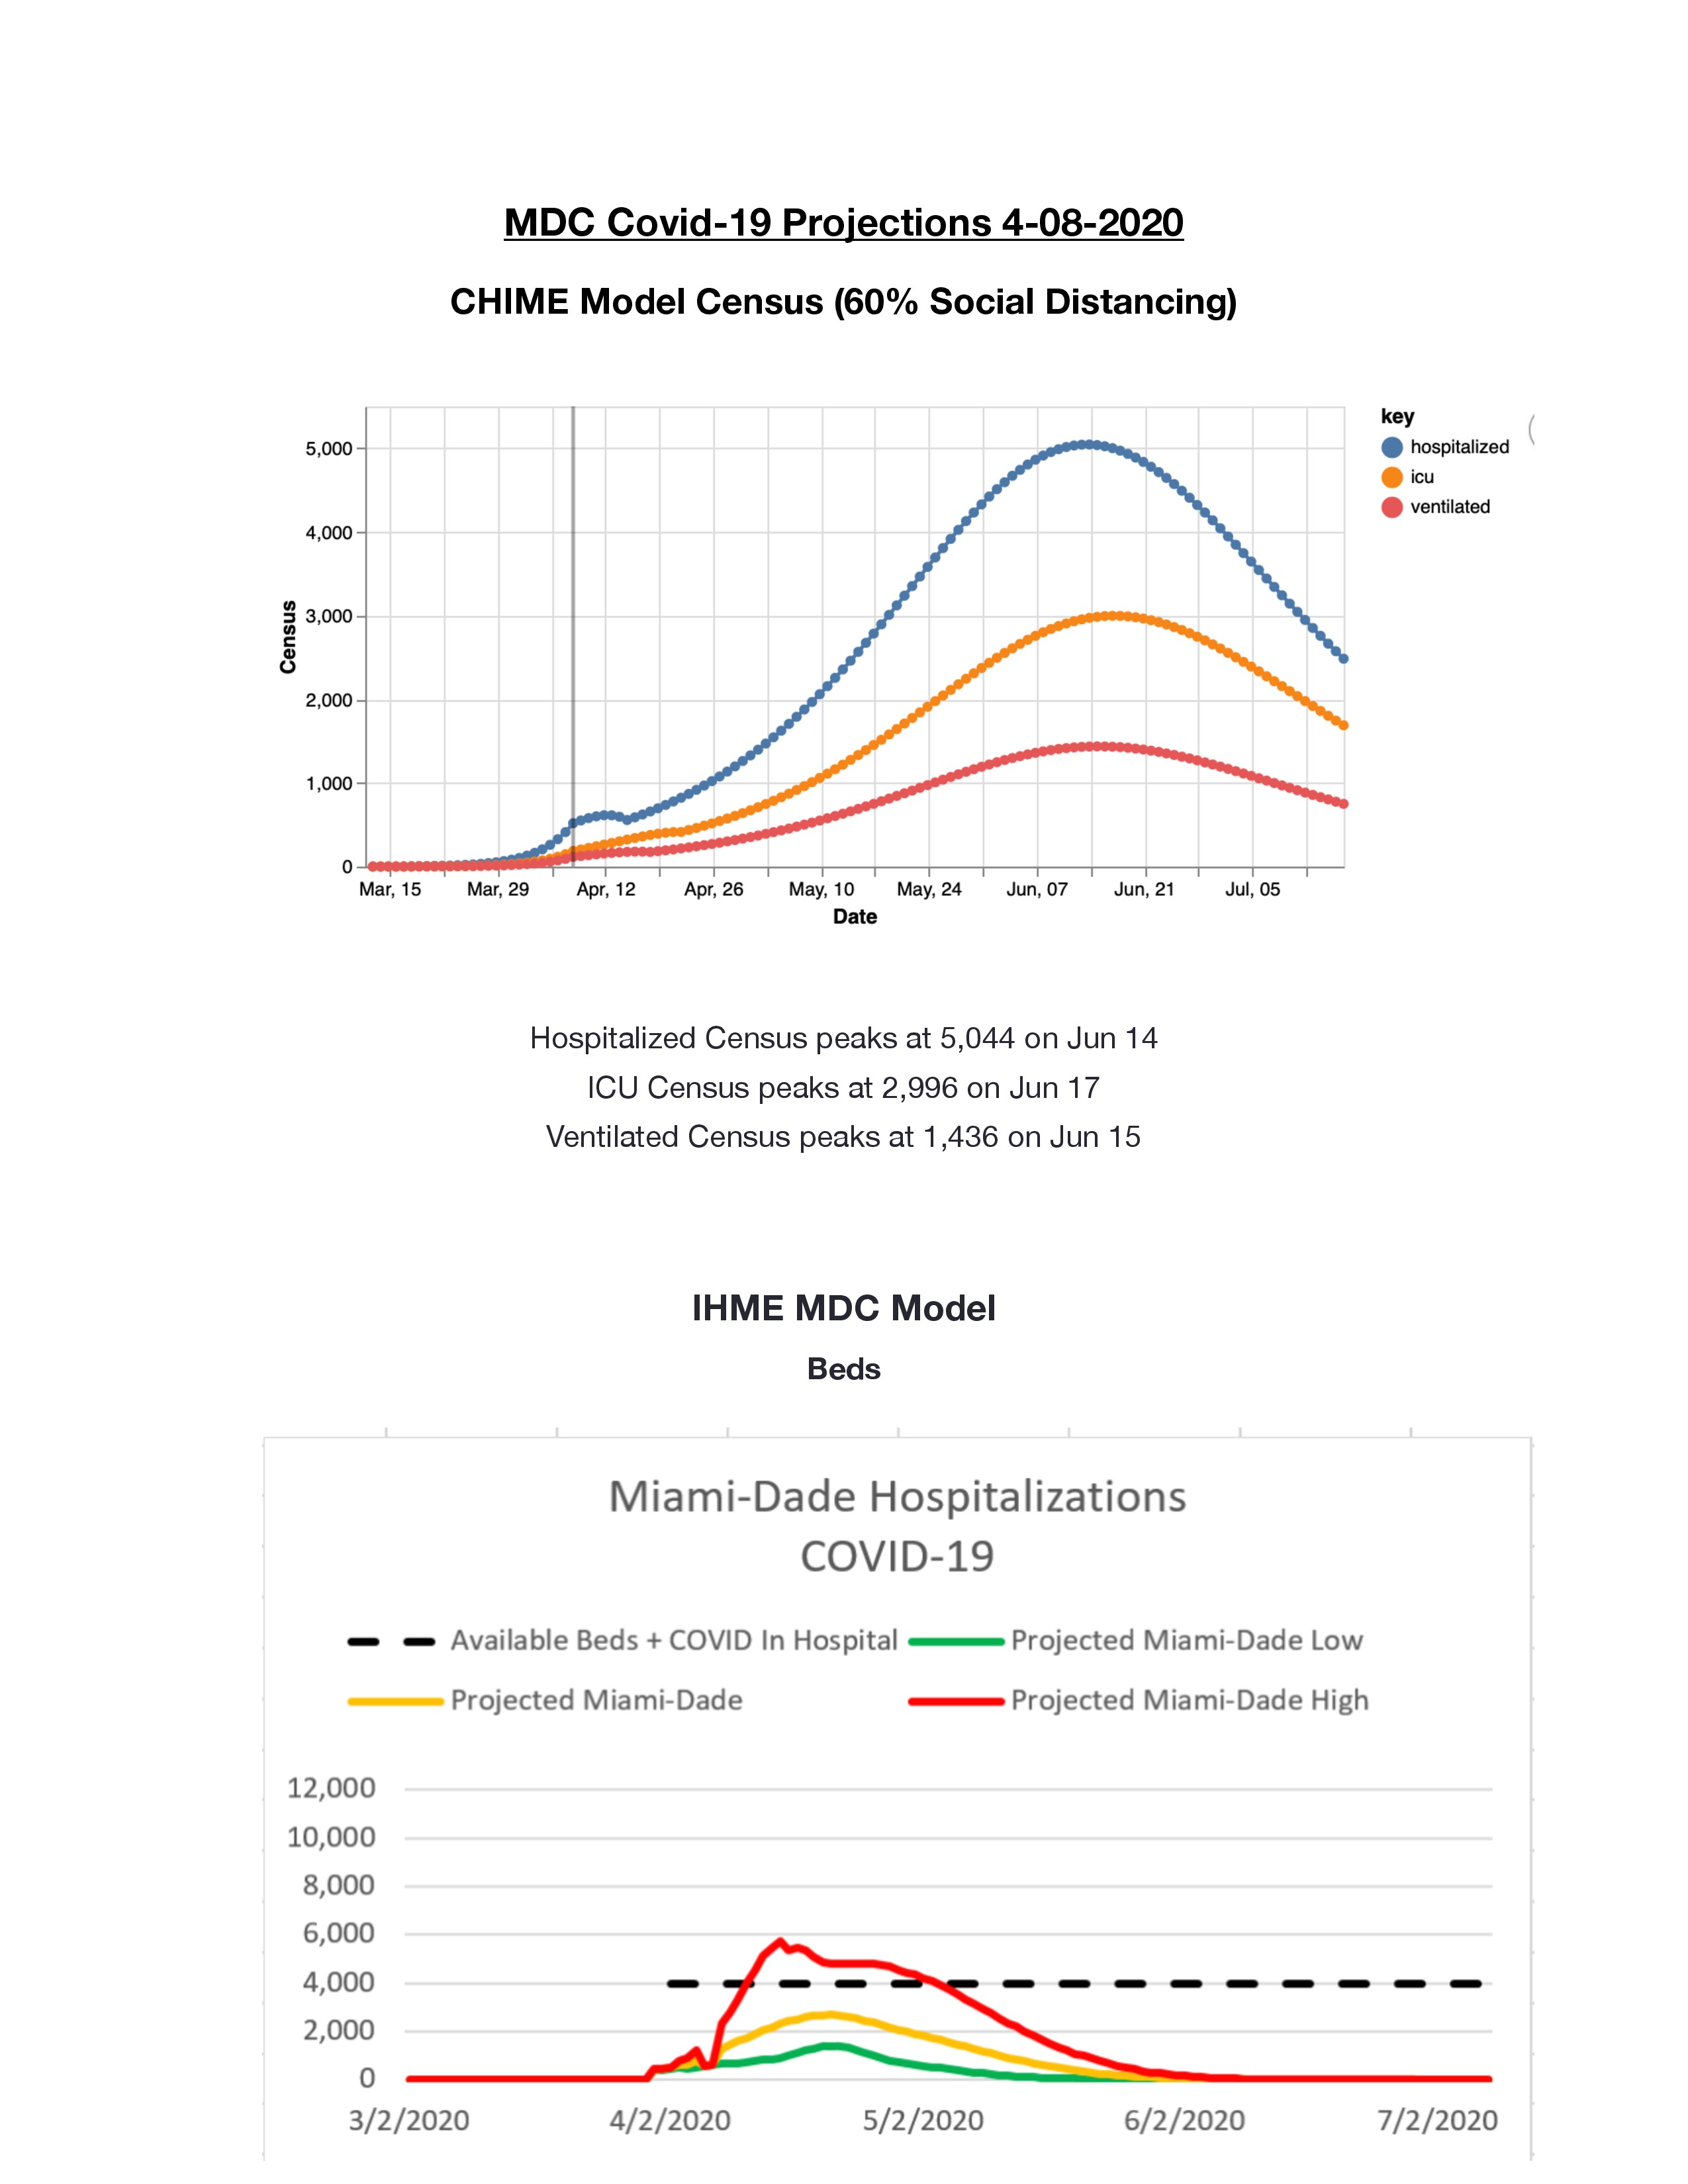 MDC Covid-19 Projections 4-08-2020
CHIME Model Census (60% Social Distancing)
key
hospitalized
icu
ventilated
5,000
4,000
3,000
2,000
1,000
0
Census
Mar, 15 Mar, 29 Apr, 12 Apr, 26 May, 10 May, 24 Jun, 07 Jun, 21 Jul, 05
Date
Hospitalized Census peaks at 5,044 on Jun 14
ICU Census peaks at 2,996 on Jun 17
Ventilated Census peaks at 1,436 on Jun 15
IHME MDC Model
Beds
Miami-Dade Hospitalizations
COVID-19
Available Beds + COVID In Hospital Projected Miami-Dade Low
Projected Miami-Dade Projected Miami-Dade High
12,000
10,000
8,000
6,000
4,000
2,000
0
3/2/2020 4/2/2020 5/2/2020 6/2/2020 7/2/2020